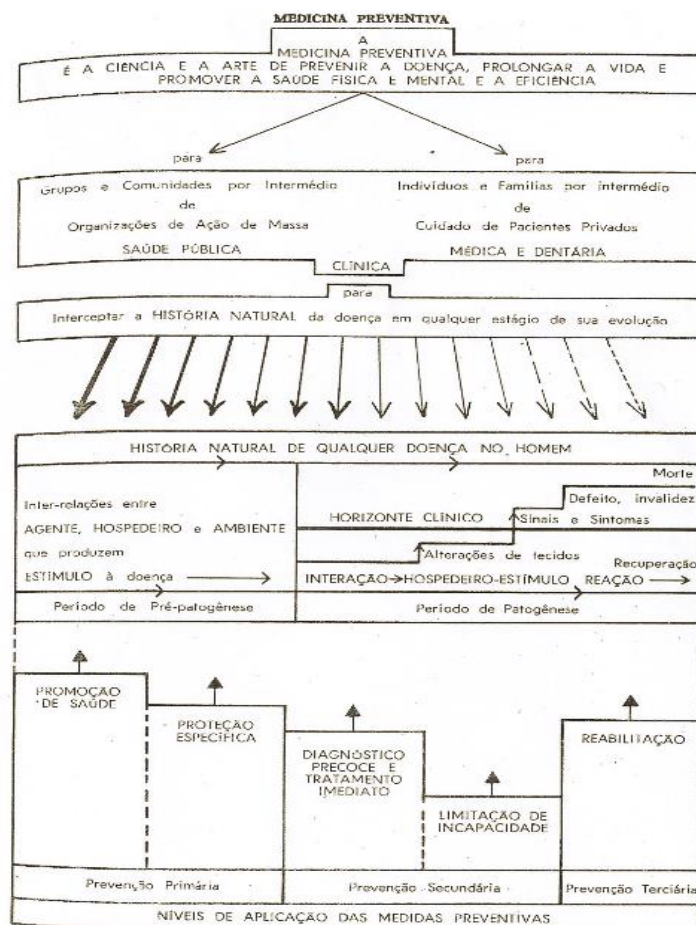 MEDICINA PREVENTIVA
A
MEDICINA PREVENTIVA
É A CIÊNCIA E A ARTE DE PREVENIR A DOENÇA, PROLONGAR A VIDA E
PROMOVER A SAÚDE FÍSICA E MENTAL E A EFICIÊNCIA
para
Grupos e Comunidades por Intermédio
de
Organizações de Ação de Massa
SAÚDE PÚBLICA
para
Indivíduos e Famílias por intermédio
de
Cuidado de Pacientes Privados
MÉDICA E DENTÁRIA
CLÍNICA
para
Interceptar a HISTÓRIA NATURAL da doença em qualquer estágio de sua evolução
HISTÓRIA NATURAL DE QUALQUER DOENÇA NO HOMEM
Inter-relações entre
AGENTE, HOSPEDEIRO e AMBIENTE
que produzem
ESTÍMULO à doença
Morte
Defeito, invalidez
HORIZONTE CLÍNICO
Sinais e Sintomas
Alterações de tecidos
Recuperação
INTERAÇÃO HOSPEDEIRO-ESTÍMULO REAÇÃO
Período de Pré-patogênese
Período de Patogênese
PROMOÇÃO
DE SAÚDE
PROTEÇÃO
ESPECÍFICA
DIAGNÓSTICO
PRECOCE E
TRATAMENTO
IMEDIATO
LIMITAÇÃO DE
INCAPACIDADE
REABILITAÇÃO
Prevenção Primária
Prevenção Secundária
Prevenção Terciária
NÍVEIS DE APLICAÇÃO DAS MEDIDAS PREVENTIVAS